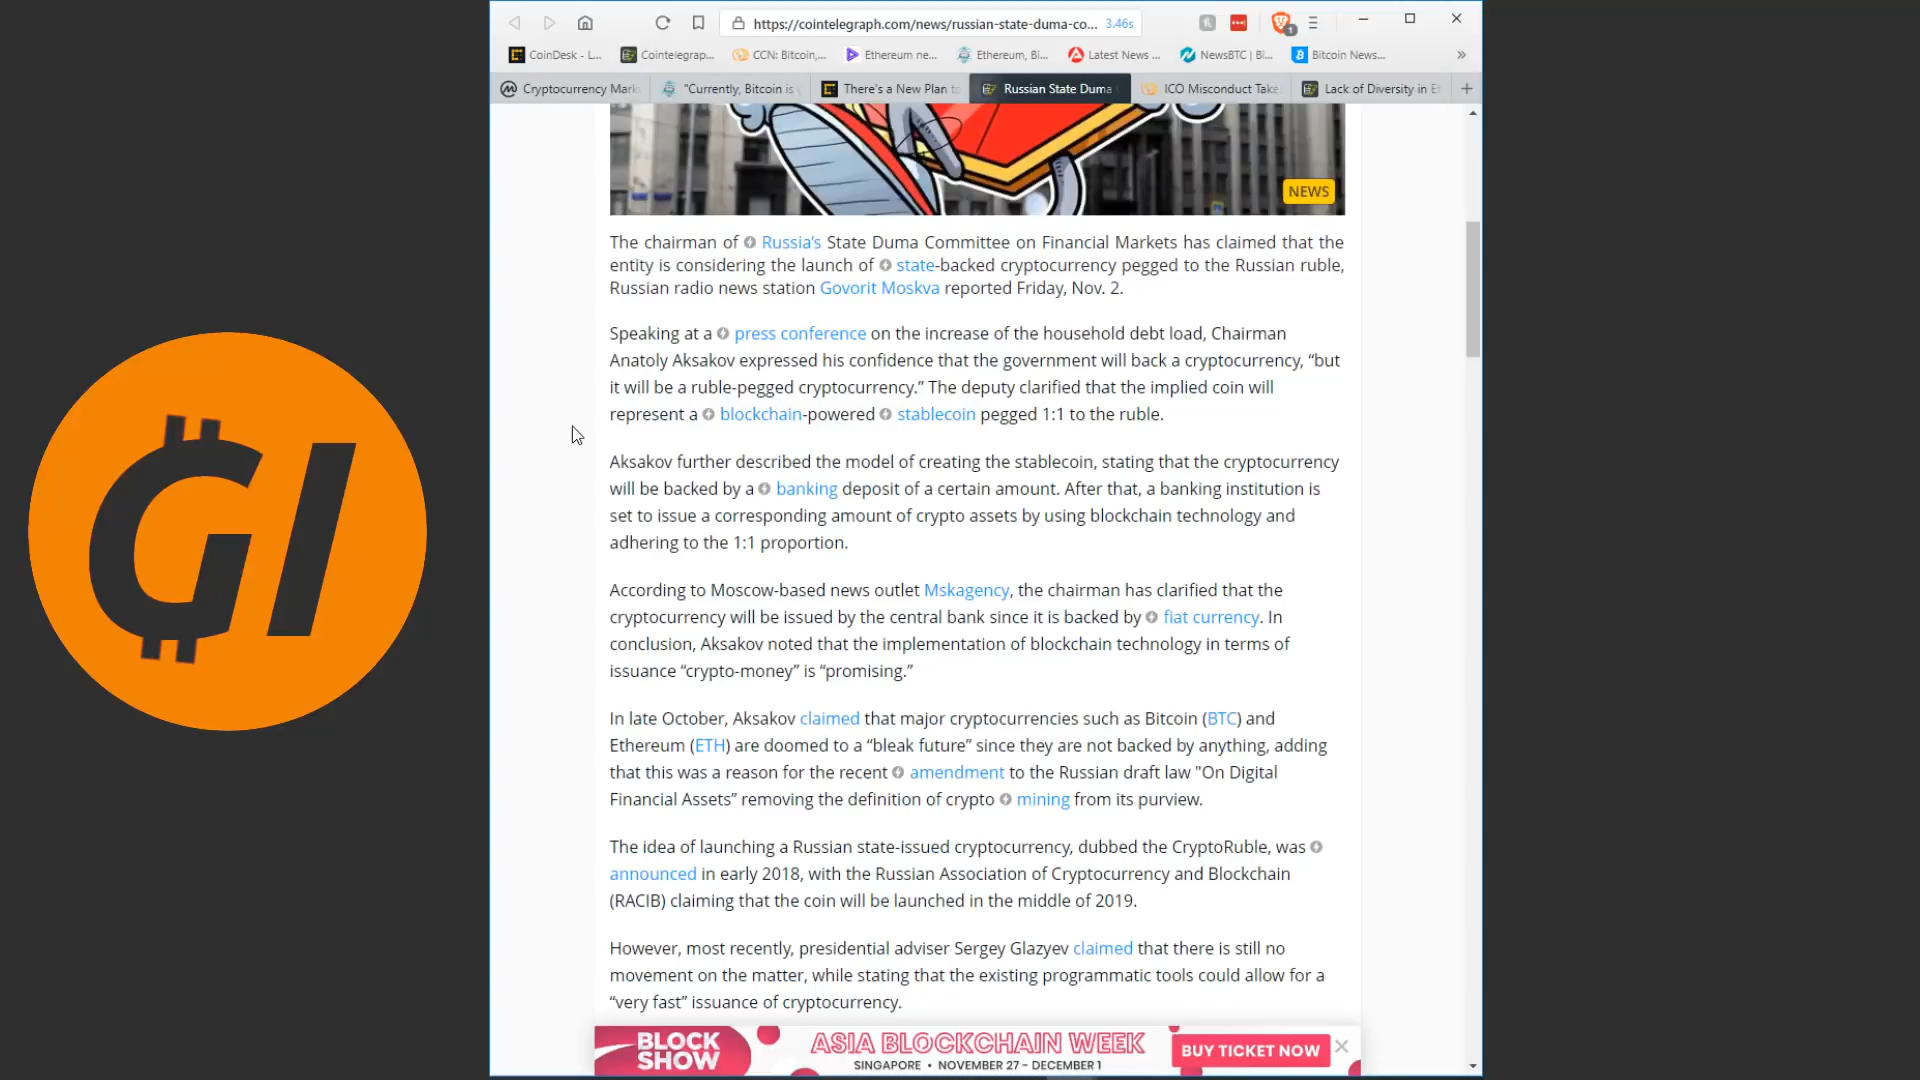 https://cointelegraph.com/news/russian-state-duma-co... 3.46s
1
CoinDesk - L... Cointelegrap... CCN: Bitcoin,... Ethereum ne... Ethereum, Bi... Latest News ... NewsBTC | Bi... Bitcoin News... »
Cryptocurrency Mark "Currently, Bitcoin is There's a New Plan to Russian State Duma ICO Misconduct Take Lack of Diversity in E
NEWS
The chairman of Russia's State Duma Committee on Financial Markets has claimed that the
entity is considering the launch of state-backed cryptocurrency pegged to the Russian ruble,
Russian radio news station Govorit Moskva reported Friday, Nov. 2.
Speaking at a press conference on the increase of the household debt load, Chairman
Anatoly Aksakov expressed his confidence that the government will back a cryptocurrency, “but
it will be a ruble-pegged cryptocurrency.” The deputy clarified that the implied coin will
represent a blockchain-powered stablecoin pegged 1:1 to the ruble.
Aksakov further described the model of creating the stablecoin, stating that the cryptocurrency
will be backed by a banking deposit of a certain amount. After that, a banking institution is
set to issue a corresponding amount of crypto assets by using blockchain technology and
adhering to the 1:1 proportion.
According to Moscow-based news outlet Mskagency, the chairman has clarified that the
cryptocurrency will be issued by the central bank since it is backed by fiat currency. In
conclusion, Aksakov noted that the implementation of blockchain technology in terms of
issuance “crypto-money” is “promising.”
In late October, Aksakov claimed that major cryptocurrencies such as Bitcoin (BTC) and
Ethereum (ETH) are doomed to a “bleak future” since they are not backed by anything, adding
that this was a reason for the recent amendment to the Russian draft law "On Digital
Financial Assets” removing the definition of crypto mining from its purview.
The idea of launching a Russian state-issued cryptocurrency, dubbed the CryptoRuble, was
announced in early 2018, with the Russian Association of Cryptocurrency and Blockchain
(RACIB) claiming that the coin will be launched in the middle of 2019.
However, most recently, presidential adviser Sergey Glazyev claimed that there is still no
movement on the matter, while stating that the existing programmatic tools could allow for a
“very fast” issuance of cryptocurrency.
BLOCK
SHOW
ASIA BLOCKCHAIN WEEK
SINGAPORE • NOVEMBER 27 - DECEMBER 1
BUY TICKET NOW
GI